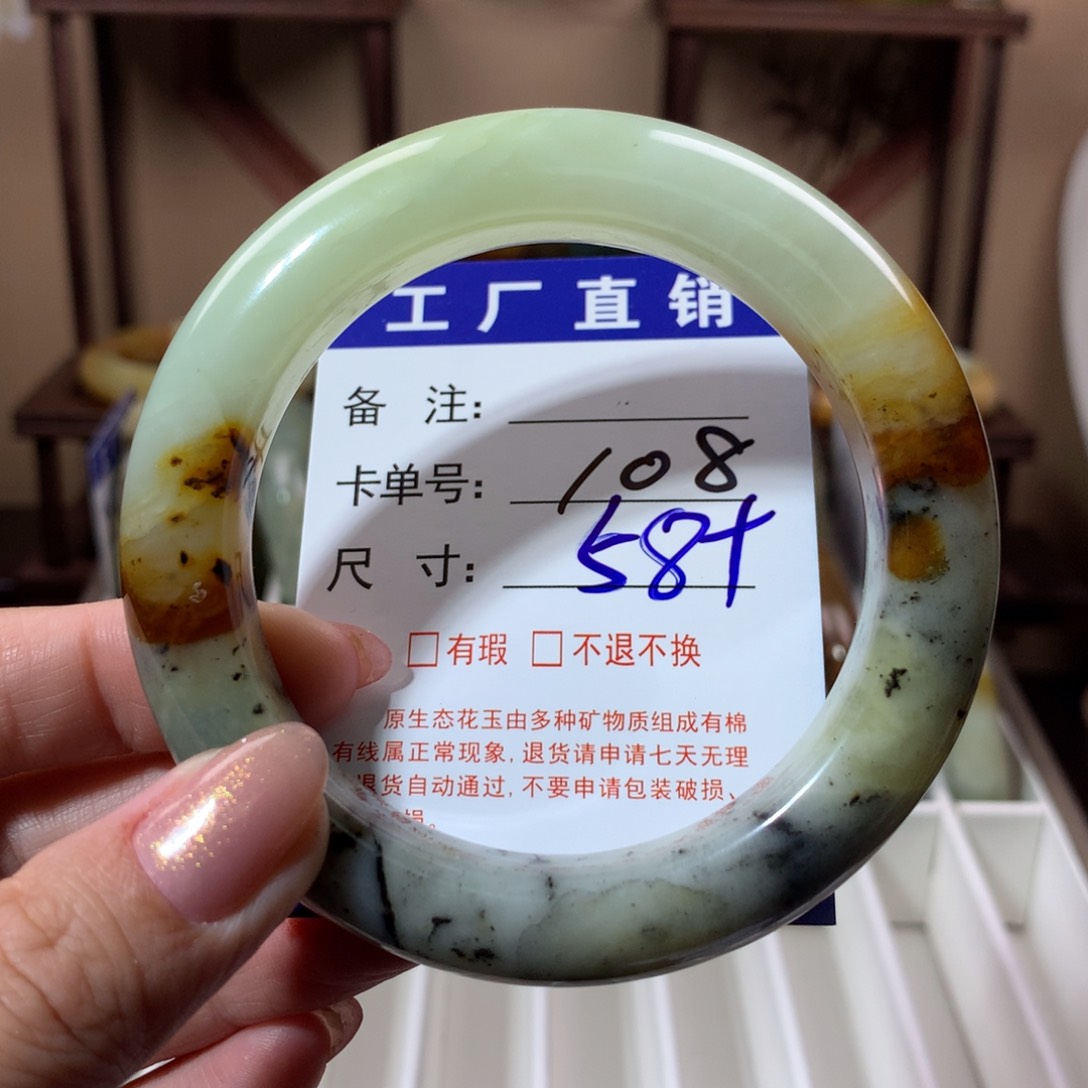 工厂直销
备 注:
卡单号: 108
尺 寸: 58+
□有瑕 □不退不换
原生态花玉由多种矿物质组成有棉
有线属正常现象,退货请申请七天无理
退货自动通过,不要申请包装破损、
损。